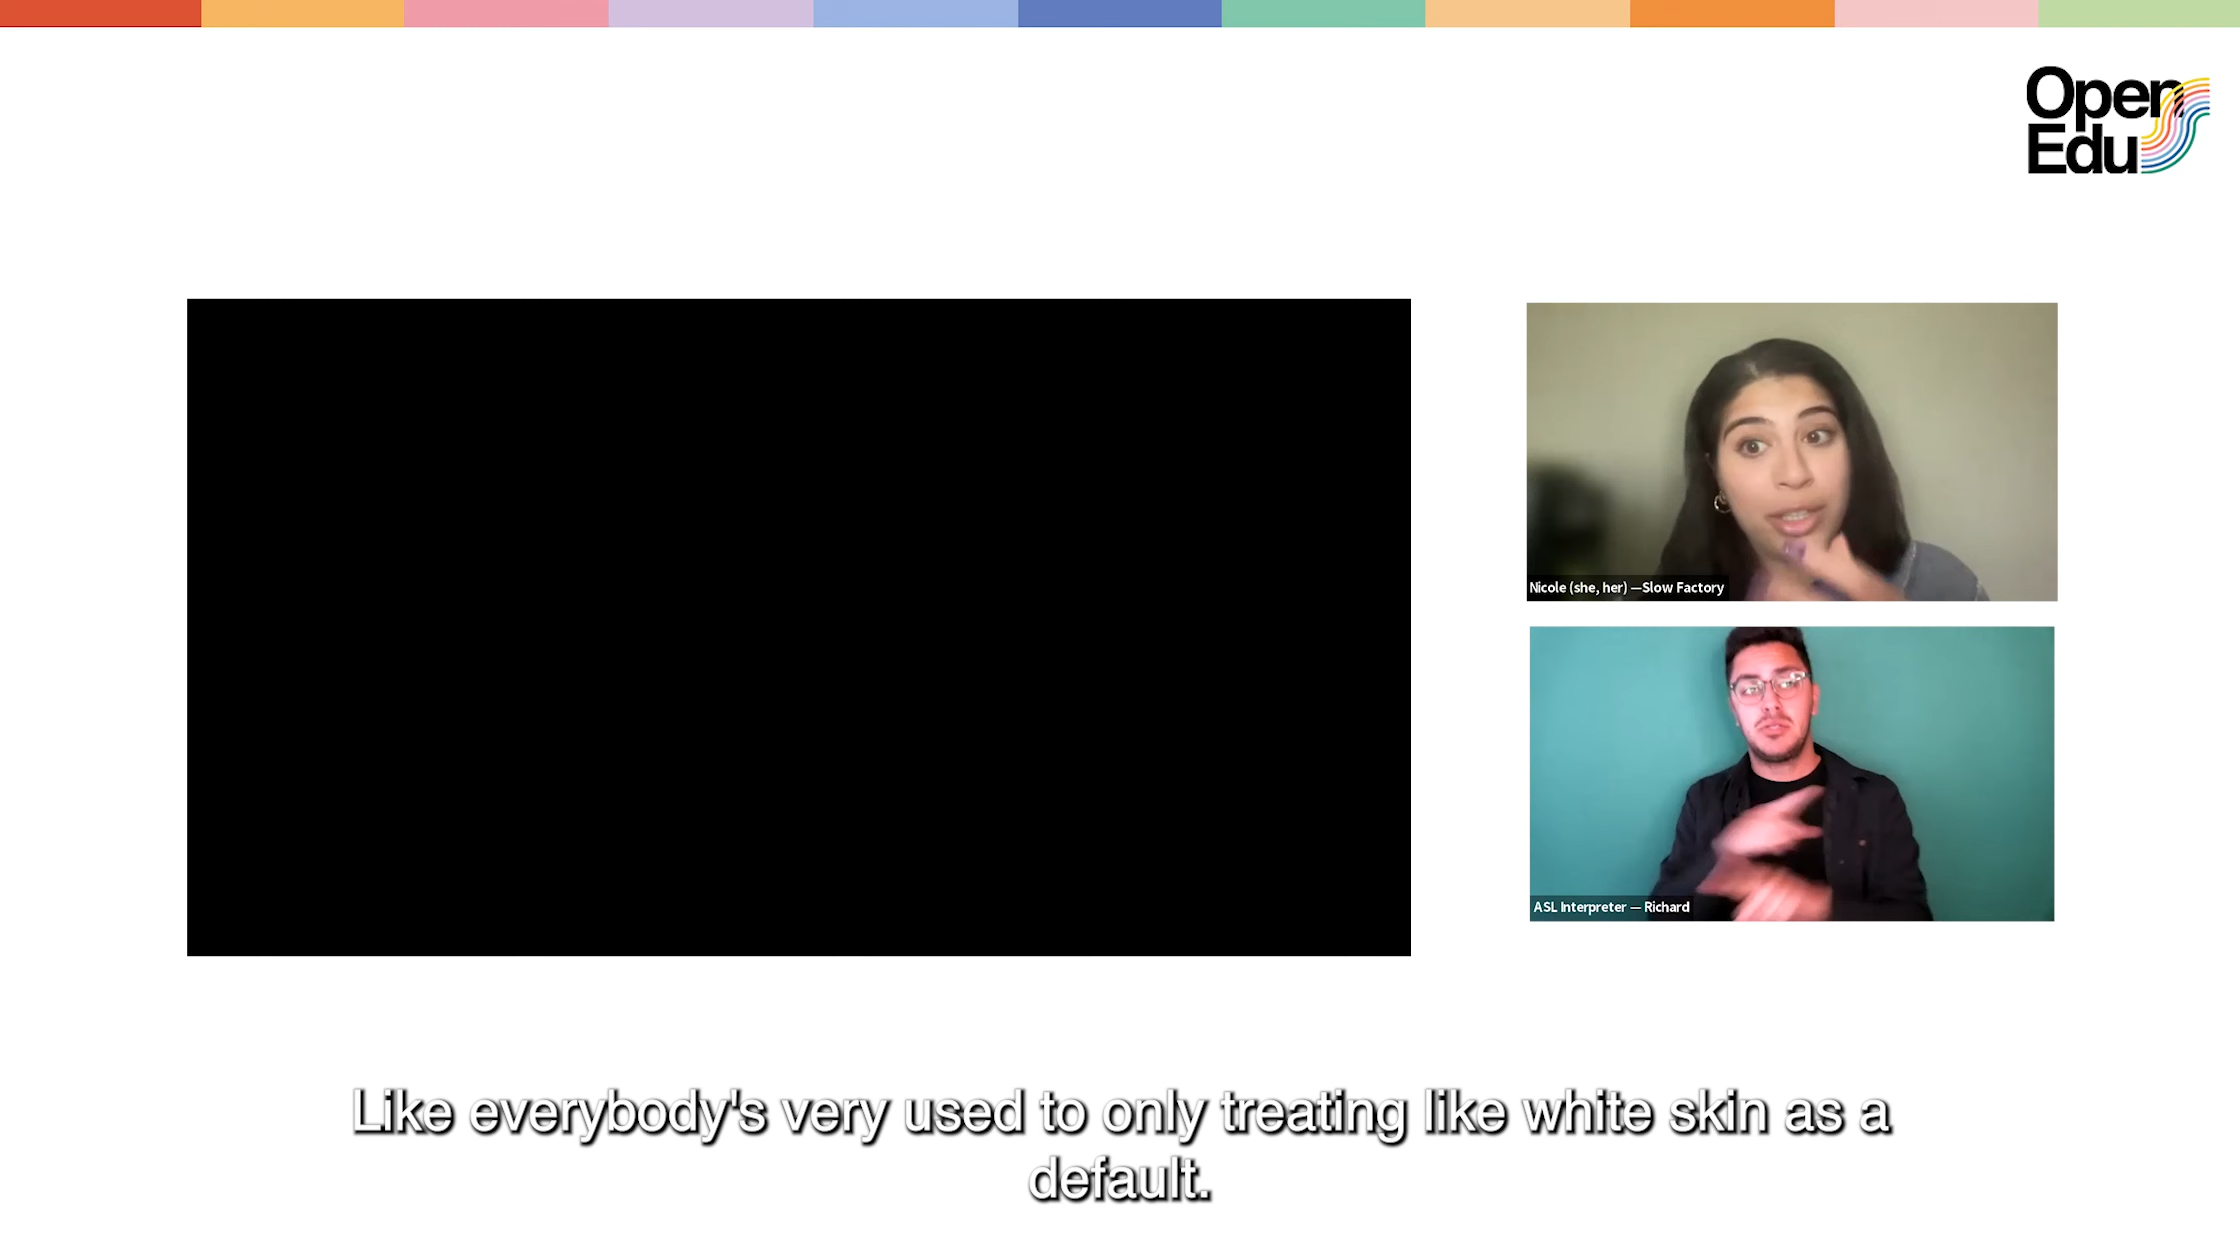 Open
Edu
Nicole (she, her) —Slow Factory
ASL Interpreter — Richard
Like everybody's very used to only treating like white skin as a
default.